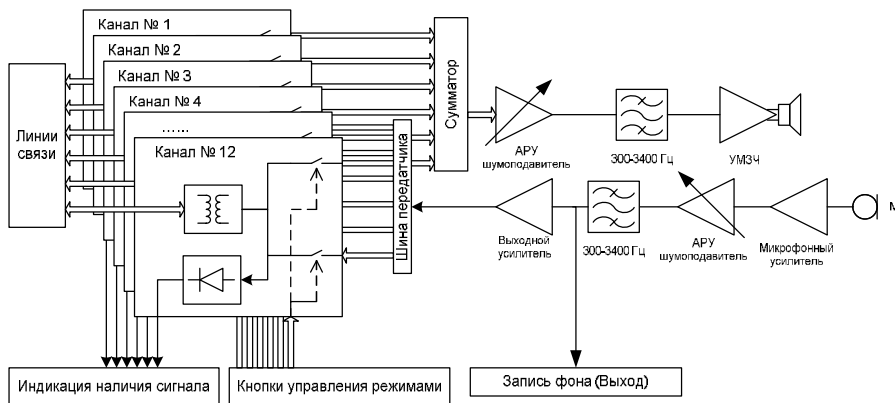 Канал № 1
Канал № 2
Канал № 3
Канал № 4
......
Канал № 12
Линии
связи
Сумматор
Шина передатчика
АРУ
шумоподавитель
300-3400 Гц
УМЗЧ
Выходной
усилитель
300-3400 Гц
АРУ
шумоподавитель
Микрофонный
усилитель
М
Индикация наличия сигнала
Кнопки управления режимами
Запись фона (Выход)